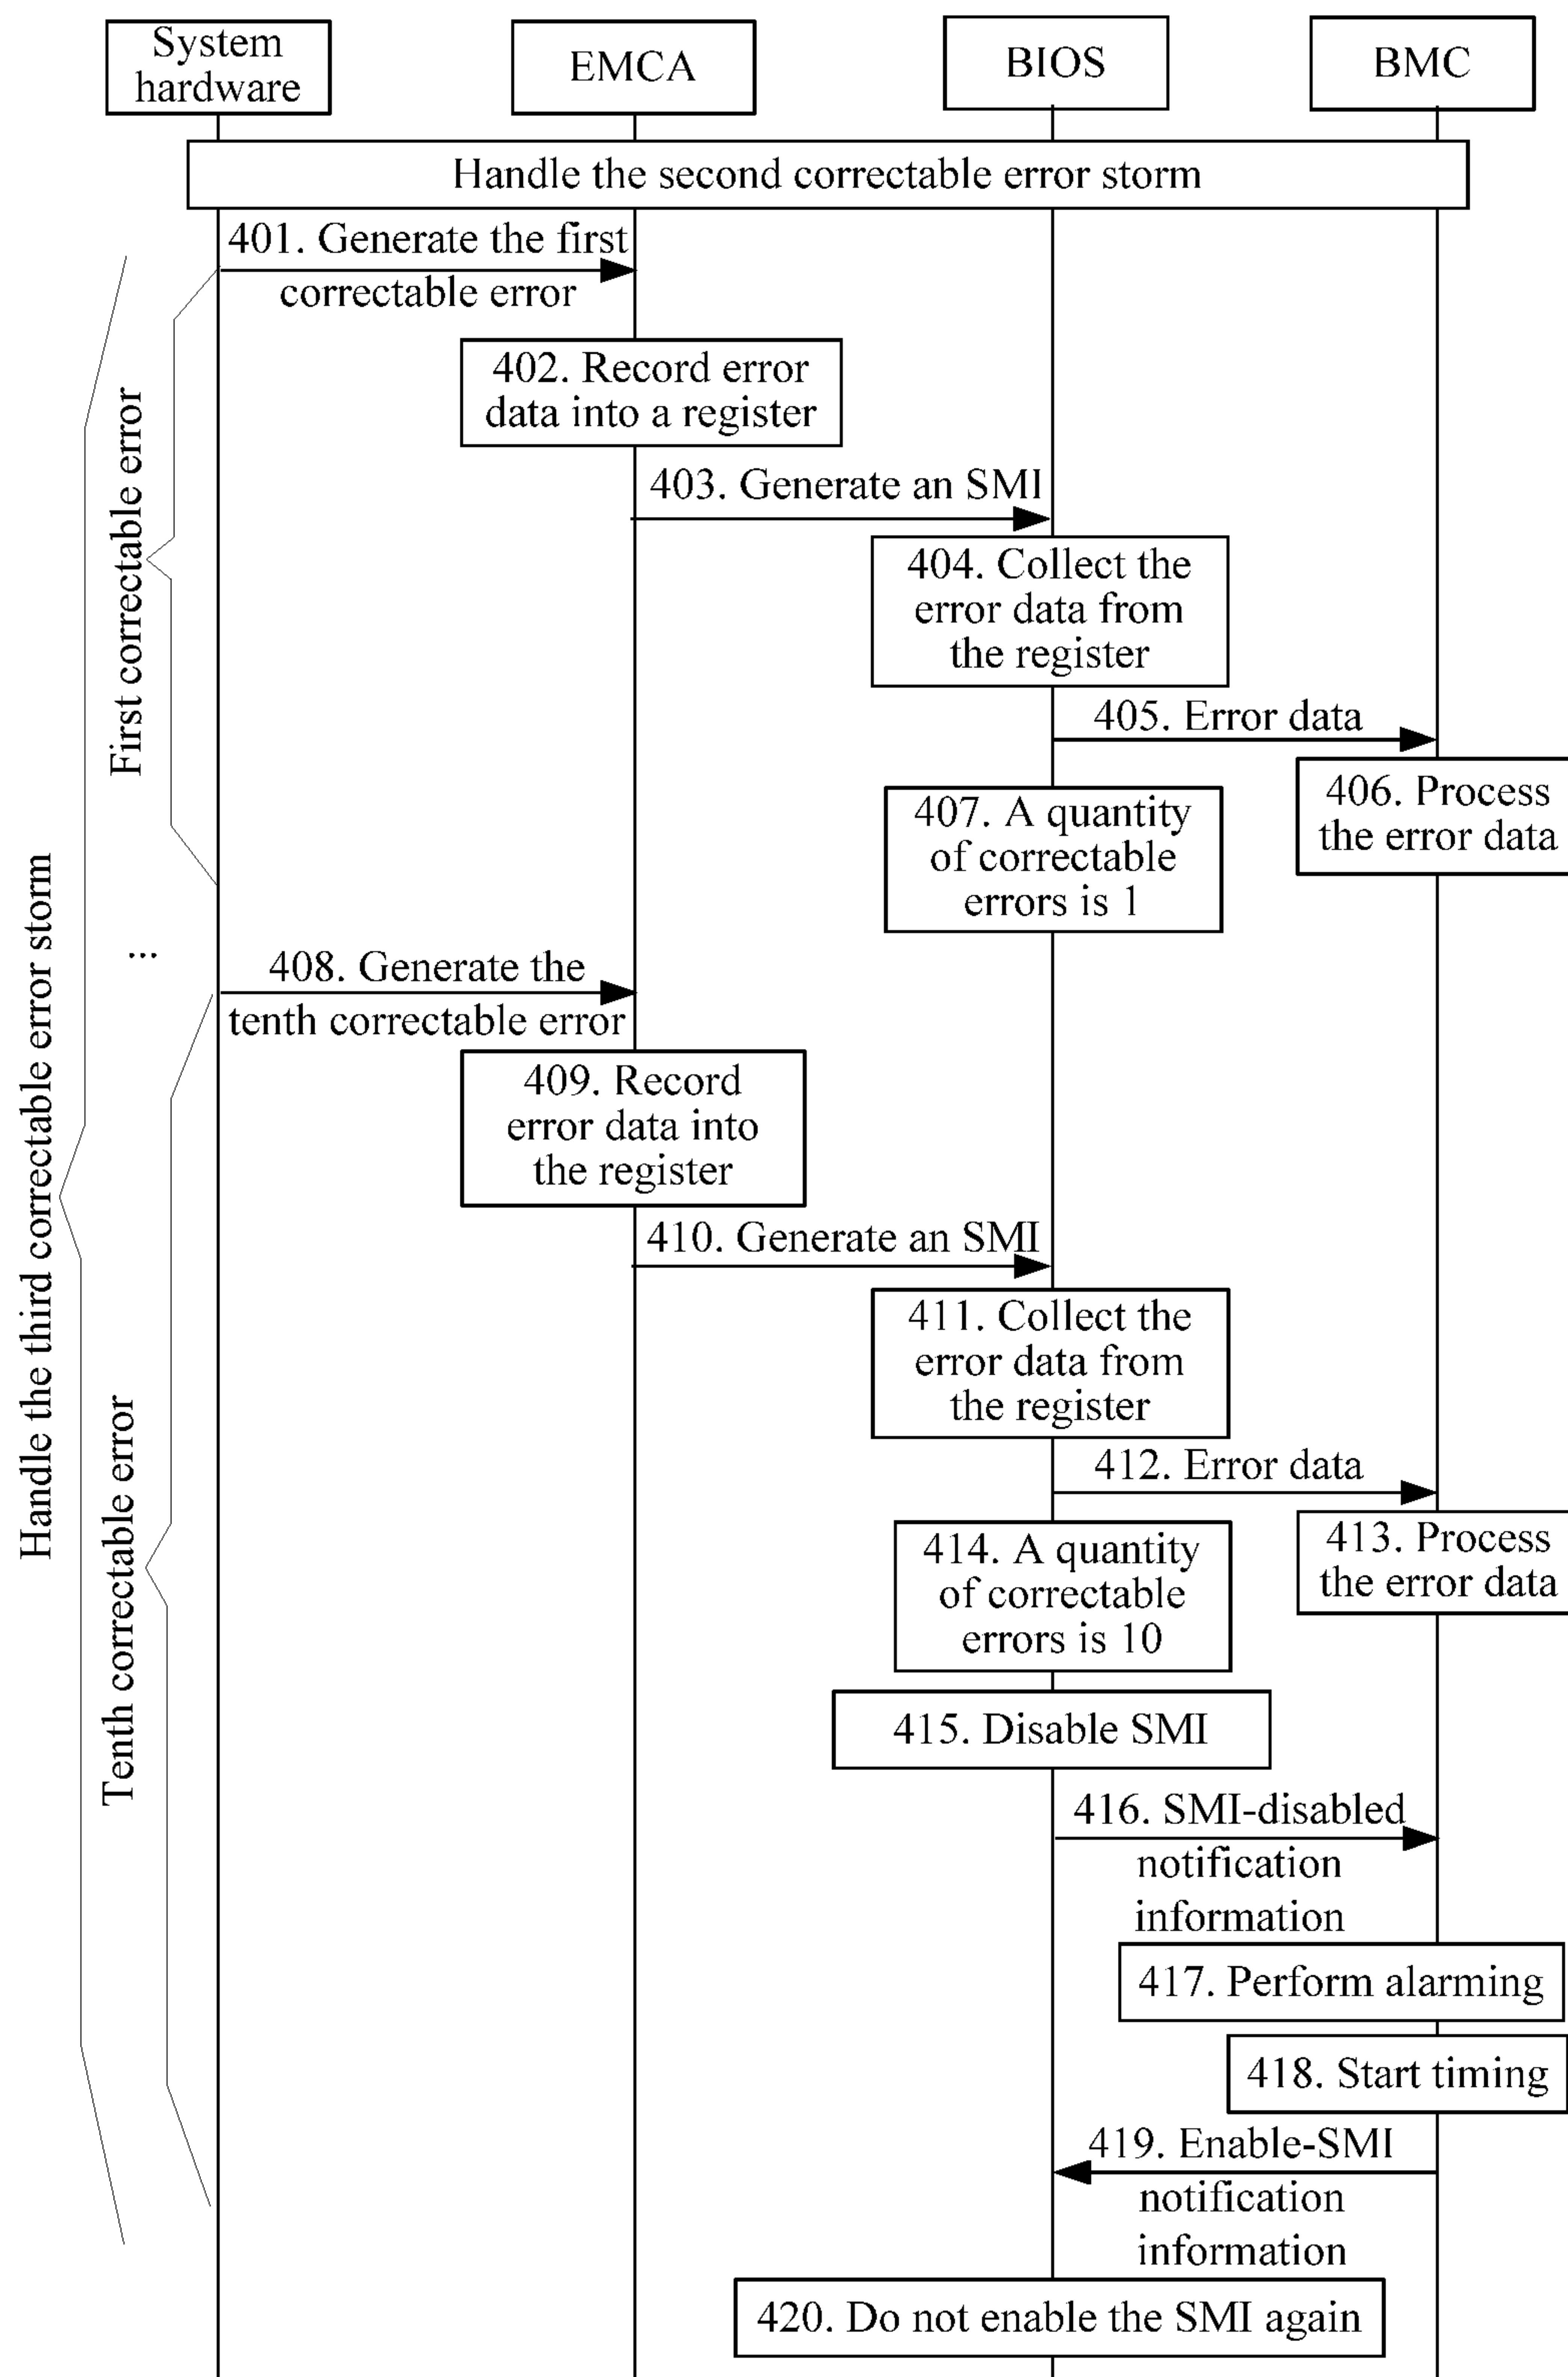 System
hardware
EMCA
BIOS
BMC
Handle the second correctable error storm
401. Generate the first
correctable error
402. Record error
data into a register
403. Generate an SMI
404. Collect the
error data from
the register
405. Error data
406. Process
the error data
407. A quantity
of correctable
errors is 1
First correctable error
...
408. Generate the
tenth correctable error
409. Record
error data into
the register
410. Generate an SMI
411. Collect the
error data from
the register
412. Error data
413. Process
the error data
414. A quantity
of correctable
errors is 10
415. Disable SMI
416. SMI-disabled
notification
information
417. Perform alarming
418. Start timing
419. Enable-SMI
notification
information
Tenth correctable error
Handle the third correctable error storm
420. Do not enable the SMI again